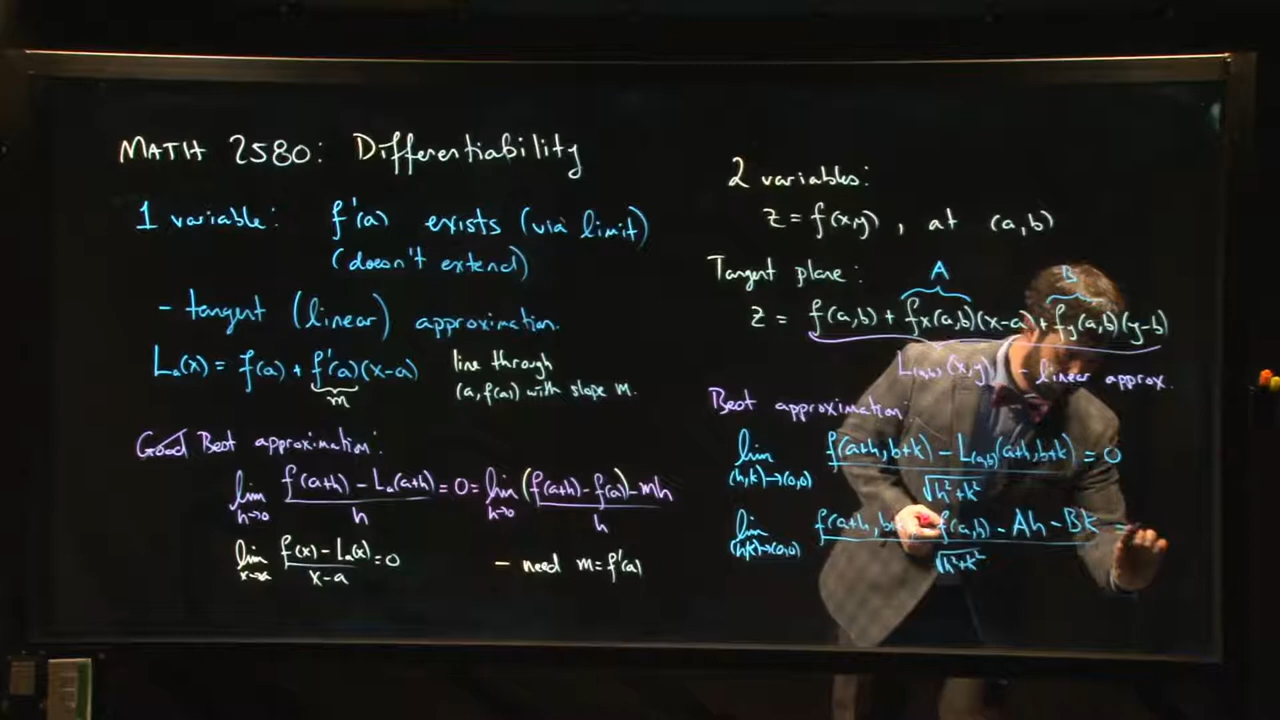 MATH 2580: Differentiability
1 variable: f'(a) exists (via limit)
(doesn't extend)
- tangent (linear) approximation.
Lₐ(x) = f(a) + f'(a)(x-a)
m
line through
(a, f(a)) with slope m.
Good Best approximation:
lim h→0 (f(a+h) - Lₐ(a+h))/h = 0 = lim h→0 (f(a+h) - f(a) - mh)/h
lim x→a (f(x) - Lₐ(x))/(x-a) = 0
- need m = f'(a)
2 variables:
z = f(x,y), at (a,b)
Tangent plane:
A B
z = f(a,b) + fx(a,b)(x-a) + fy(a,b)(y-b)
L(a,b)(x,y) - linear approx.
Best approximation:
lim (h,k)→(0,0) (f(a+h, b+k) - L(a,b)(a+h, b+k))/√(h²+k²) = 0
lim (h,k)→(0,0) (f(a+h, b+k) - f(a,b) - Ah - Bk)/√(h²+k²) =